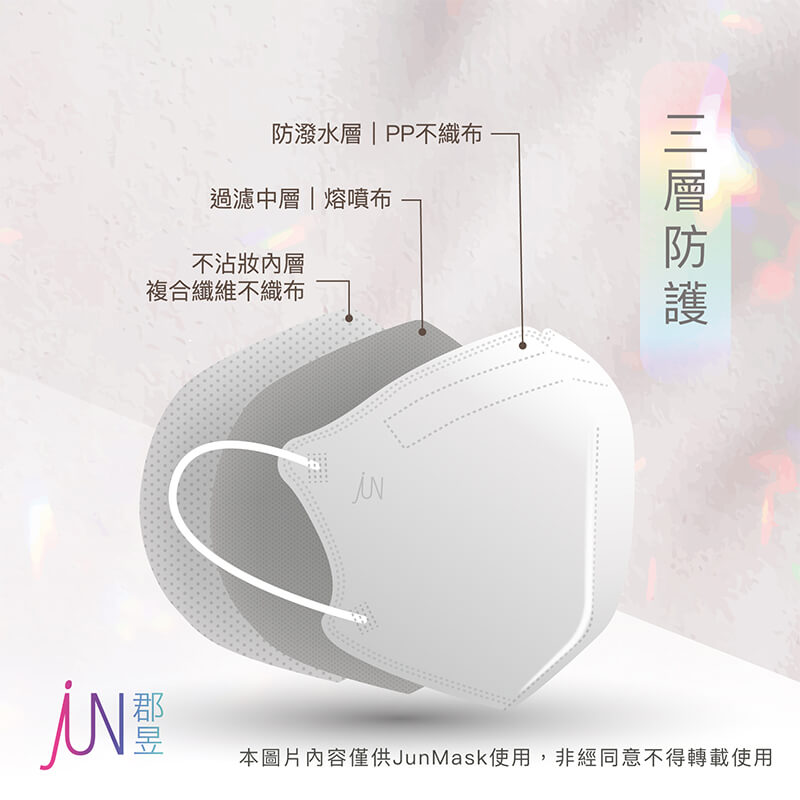 三層防護
防潑水層｜PP不織布
過濾中層｜熔噴布
不沾妝內層
複合纖維不織布
jUN
jUN 郡昱
本圖片內容僅供JunMask使用，非經同意不得轉載使用